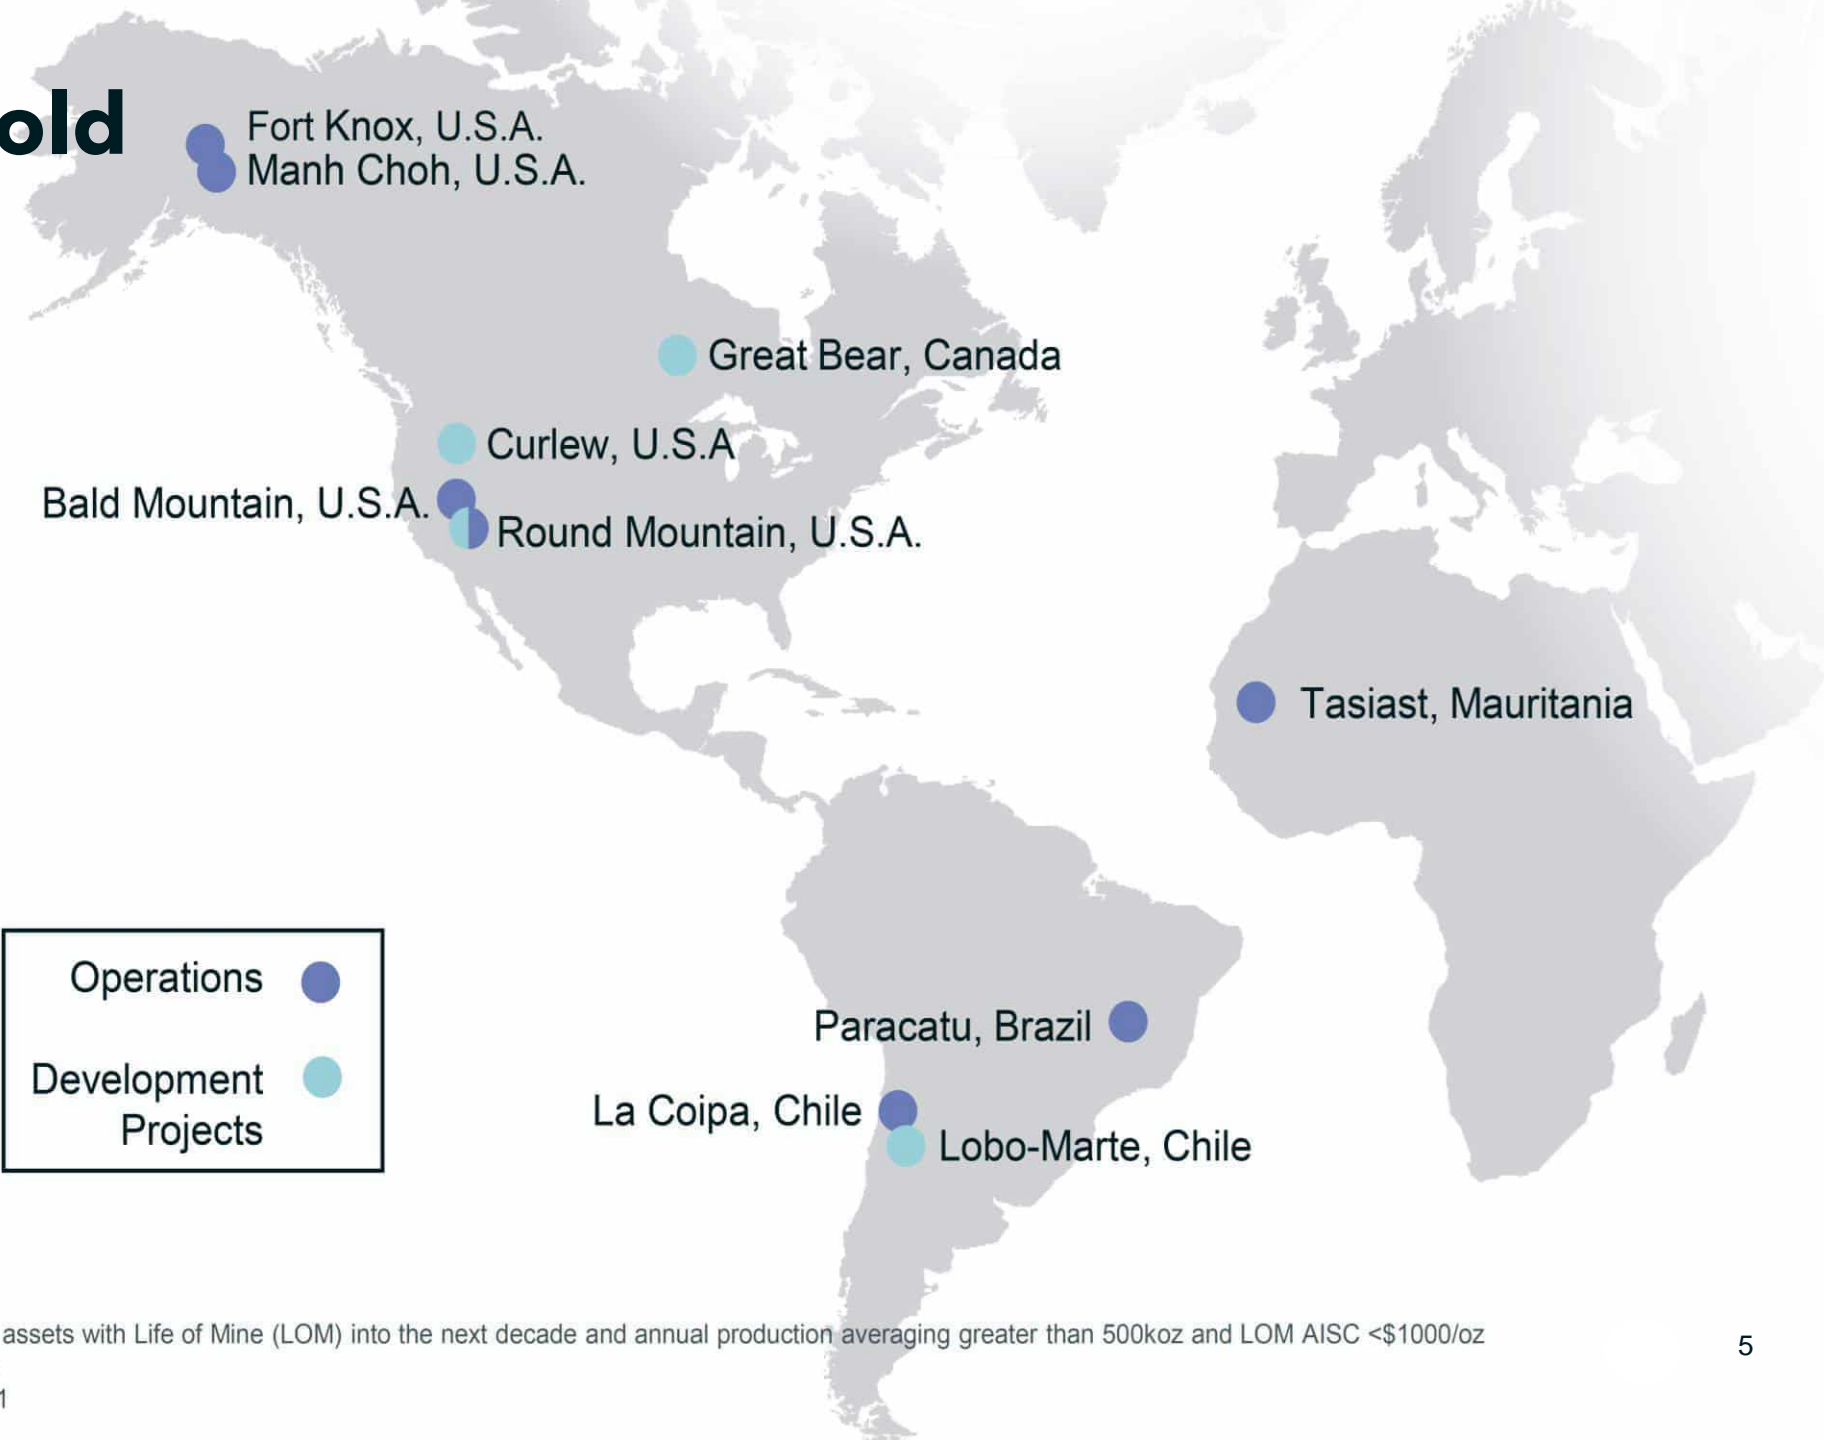 old
Fort Knox, U.S.A.
Manh Choh, U.S.A.
Great Bear, Canada
Curlew, U.S.A
Bald Mountain, U.S.A.
Round Mountain, U.S.A.
Tasiast, Mauritania
Operations
Development
Projects
Paracatu, Brazil
La Coipa, Chile
Lobo-Marte, Chile
assets with Life of Mine (LOM) into the next decade and annual production averaging greater than 500koz and LOM AISC <$1000/oz
5
1